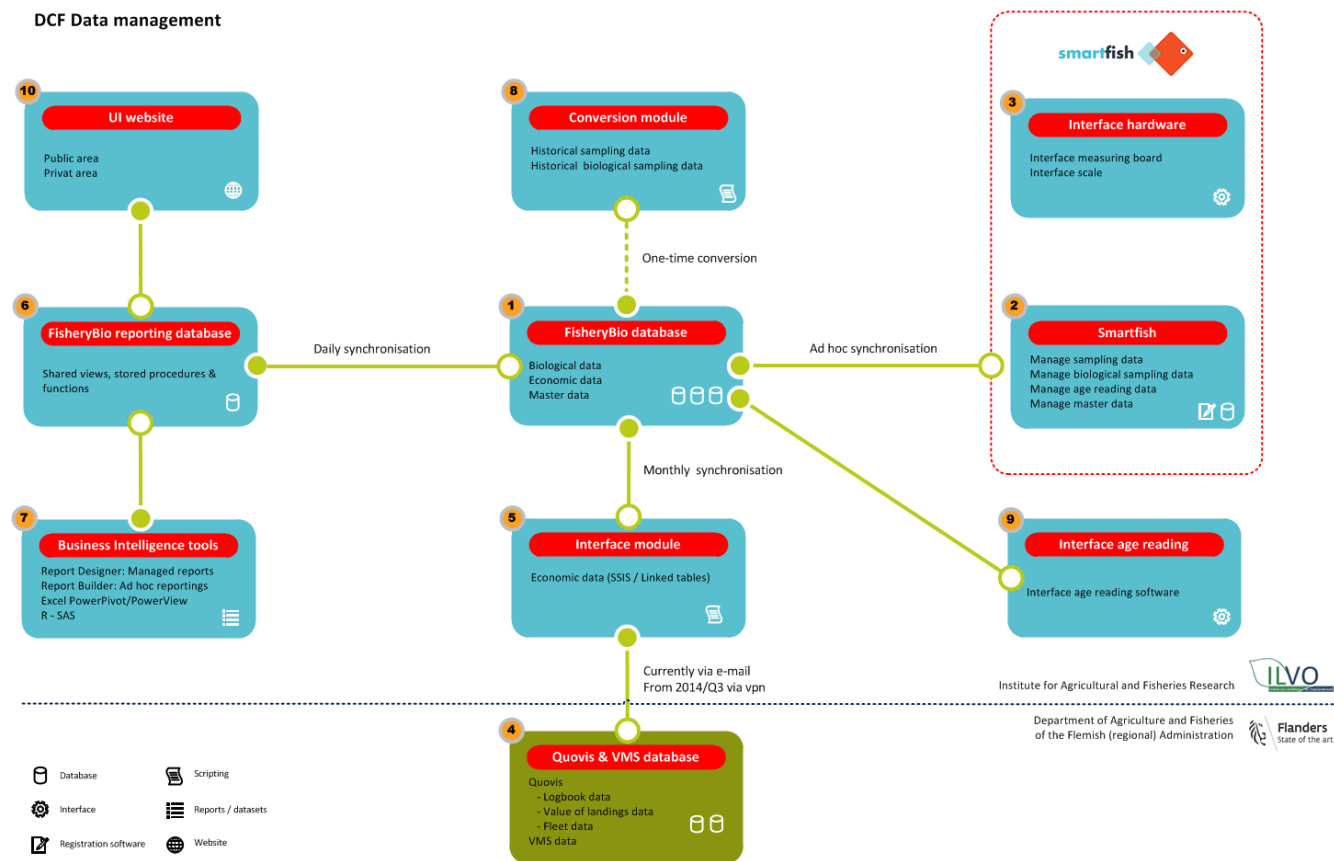 DCF Data management
smartfish
10
UI website
Public area
Privat area
8
Conversion module
Historical sampling data
Historical biological sampling data
3
Interface hardware
Interface measuring board
Interface scale
One-time conversion
6
FisheryBio reporting database
Shared views, stored procedures &
functions
Daily synchronisation
1
FisheryBio database
Biological data
Economic data
Master data
Ad hoc synchronisation
2
Smartfish
Manage sampling data
Manage biological sampling data
Manage age reading data
Manage master data
Monthly synchronisation
7
Business Intelligence tools
Report Designer: Managed reports
Report Builder: Ad hoc reportings
Excel PowerPivot/PowerView
R - SAS
5
Interface module
Economic data (SSIS / Linked tables)
9
Interface age reading
Interface age reading software
Currently via e-mail
From 2014/Q3 via vpn
Institute for Agricultural and Fisheries Research
ILVO
Department of Agriculture and Fisheries
of the Flemish (regional) Administration
Flanders
State of the art
4
Quovis & VMS database
Quovis
- Logbook data
- Value of landings data
- Fleet data
VMS data
Database
Scripting
Interface
Reports / datasets
Registration software
Website